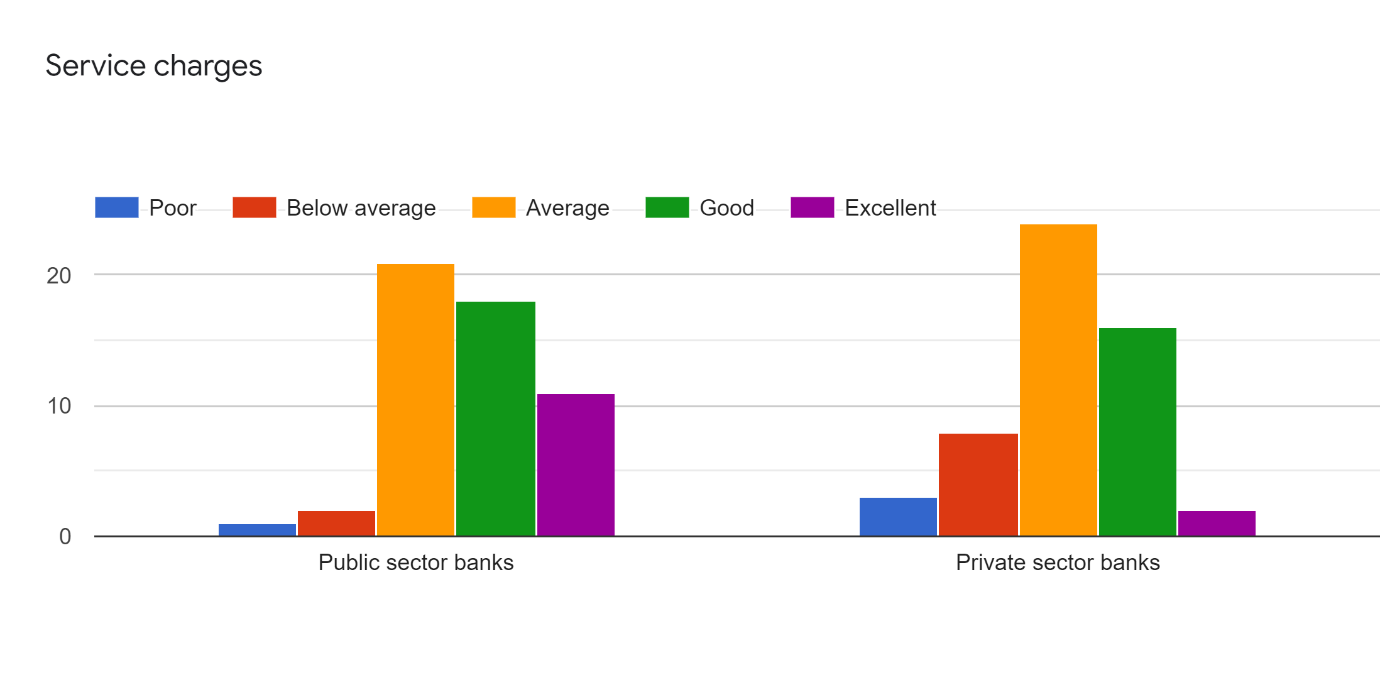 Service charges
Poor Below average Average Good Excellent
20
10
0
Public sector banks Private sector banks